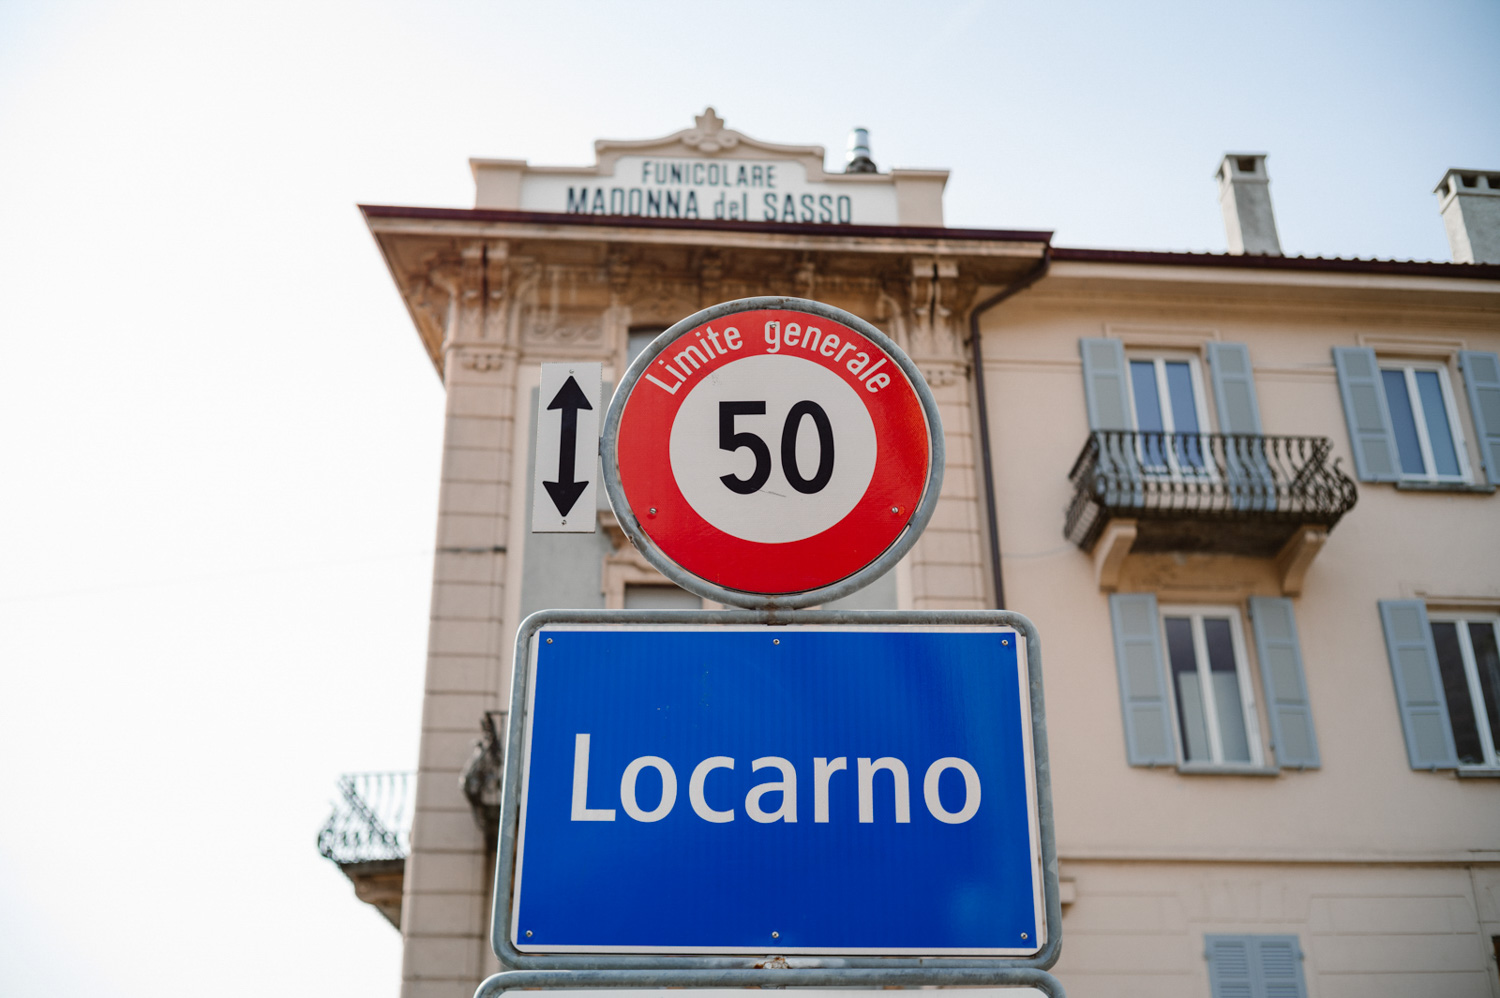 FUNICOLARE
MADONNA del SASSO
Limite generale
50
Locarno